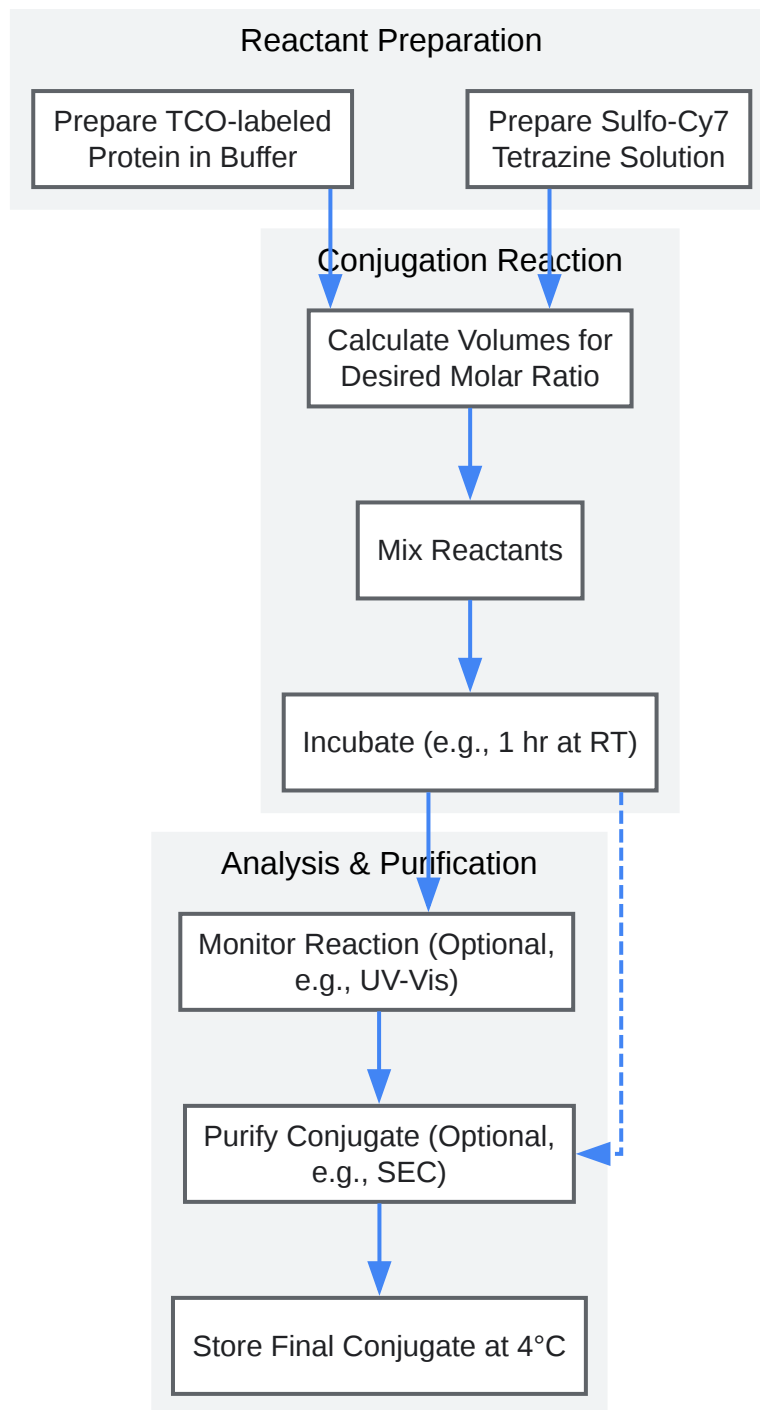 Reactant Preparation
Prepare TCO-labeled
Protein in Buffer
Prepare Sulfo-Cy7
Tetrazine Solution
Conjugation Reaction
Calculate Volumes for
Desired Molar Ratio
Mix Reactants
Incubate (e.g., 1 hr at RT)
Analysis & Purification
Monitor Reaction (Optional,
e.g., UV-Vis)
Purify Conjugate (Optional,
e.g., SEC)
Store Final Conjugate at 4°C